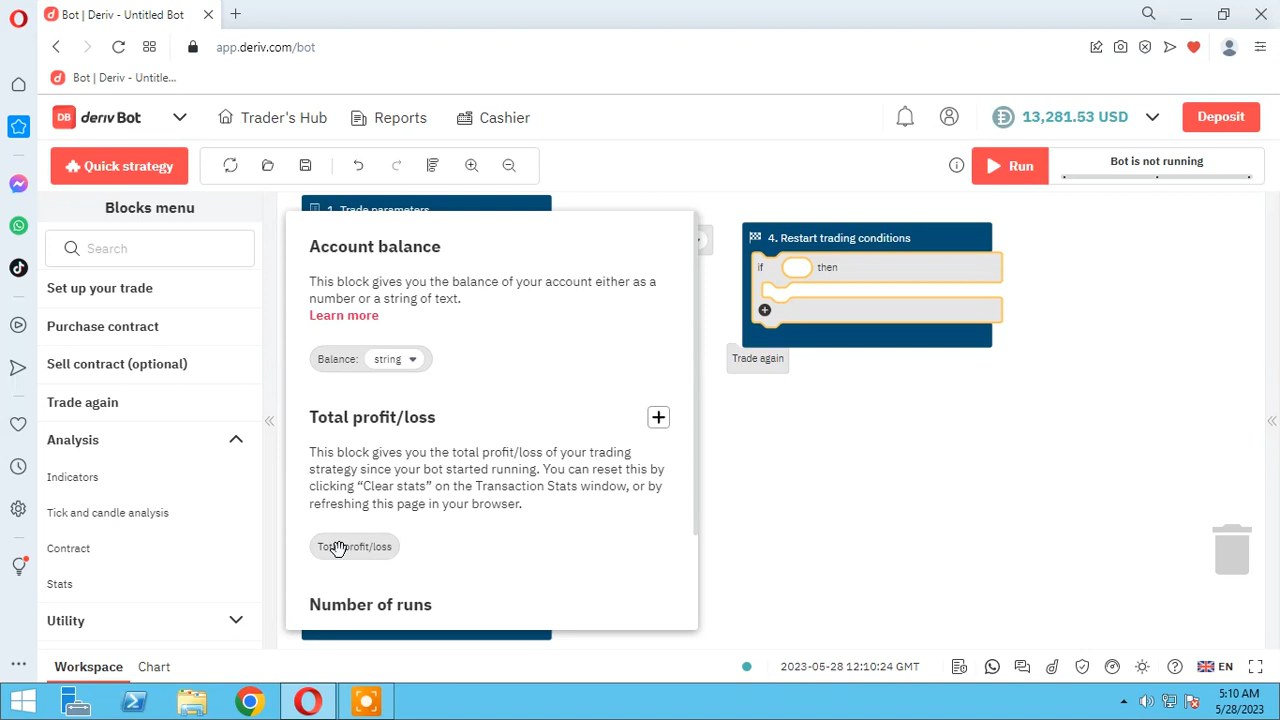 Bot | Deriv - Untitled Bot
app.deriv.com/bot
Bot | Deriv - Untitle...
DB deriv Bot
Trader's Hub
Reports
Cashier
13,281.53 USD
Deposit
Quick strategy
Run
Bot is not running
Blocks menu
Search
Set up your trade
Purchase contract
Sell contract (optional)
Trade again
Analysis
Indicators
Tick and candle analysis
Contract
Stats
Utility
1. Trade parameters
Account balance
This block gives you the balance of your account either as a
number or a string of text.
Learn more
Balance: string
Total profit/loss
This block gives you the total profit/loss of your trading
strategy since your bot started running. You can reset this by
clicking “Clear stats” on the Transaction Stats window, or by
refreshing this page in your browser.
Total profit/loss
Number of runs
4. Restart trading conditions
if then
Trade again
Workspace
Chart
2023-05-28 12:10:24 GMT
EN
5:10 AM
5/28/2023